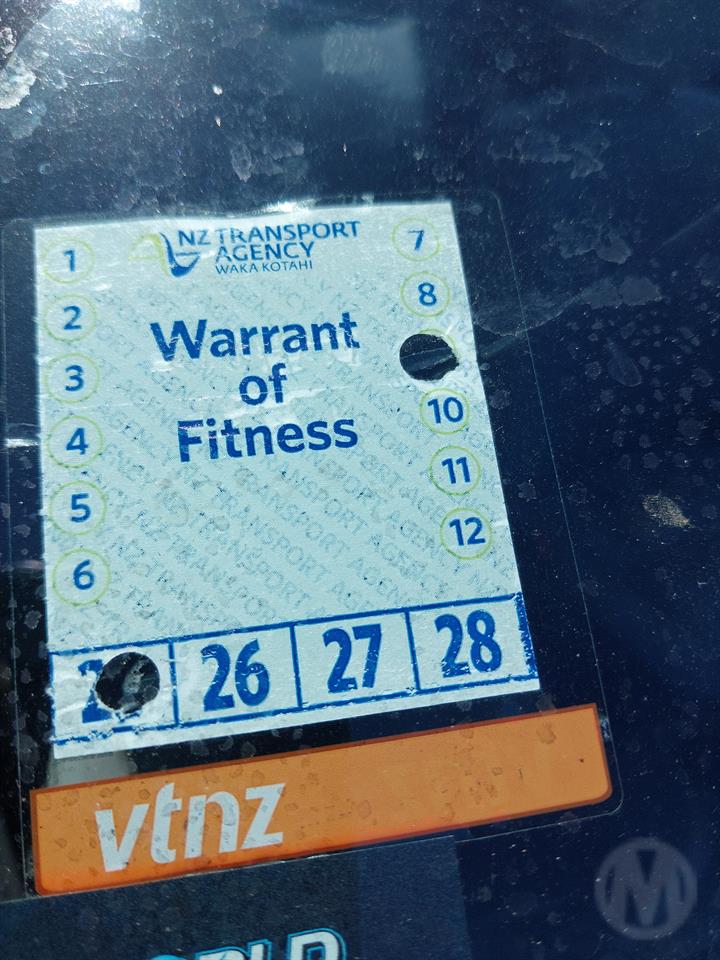 NZ TRANSPORT
AGENCY
WAKA KOTAHI
Warrant
of
Fitness
1
2
3
4
5
6
7
8
10
11
12
26
27
28
vtnz
M